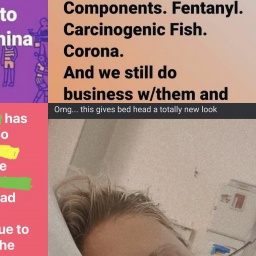 to
hina
Components. Fentanyl.
Carcinogenic Fish.
Corona.
And we still do
business w/them and
has
o
e
ad
ue to
he
Omg... this gives bed head a totally new look